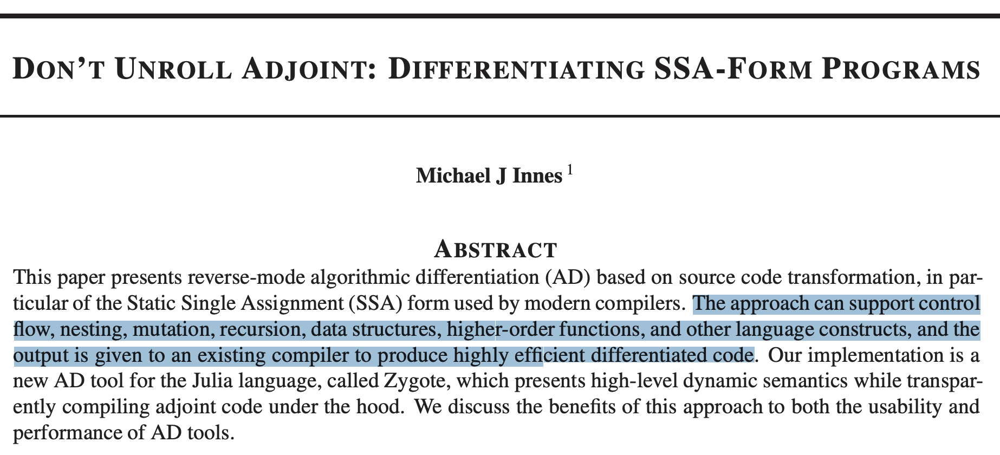 DON'T UNROLL ADJOINT: DIFFERENTIATING SSA-FORM PROGRAMS
Michael J Innes 1
ABSTRACT
This paper presents reverse-mode algorithmic differentiation (AD) based on source code transformation, in par-
ticular of the Static Single Assignment (SSA) form used by modern compilers. The approach can support control
flow, nesting, mutation, recursion, data structures, higher-order functions, and other language constructs, and the
output is given to an existing compiler to produce highly efficient differentiated code. Our implementation is a
new AD tool for the Julia language, called Zygote, which presents high-level dynamic semantics while transpar-
ently compiling adjoint code under the hood. We discuss the benefits of this approach to both the usability and
performance of AD tools.